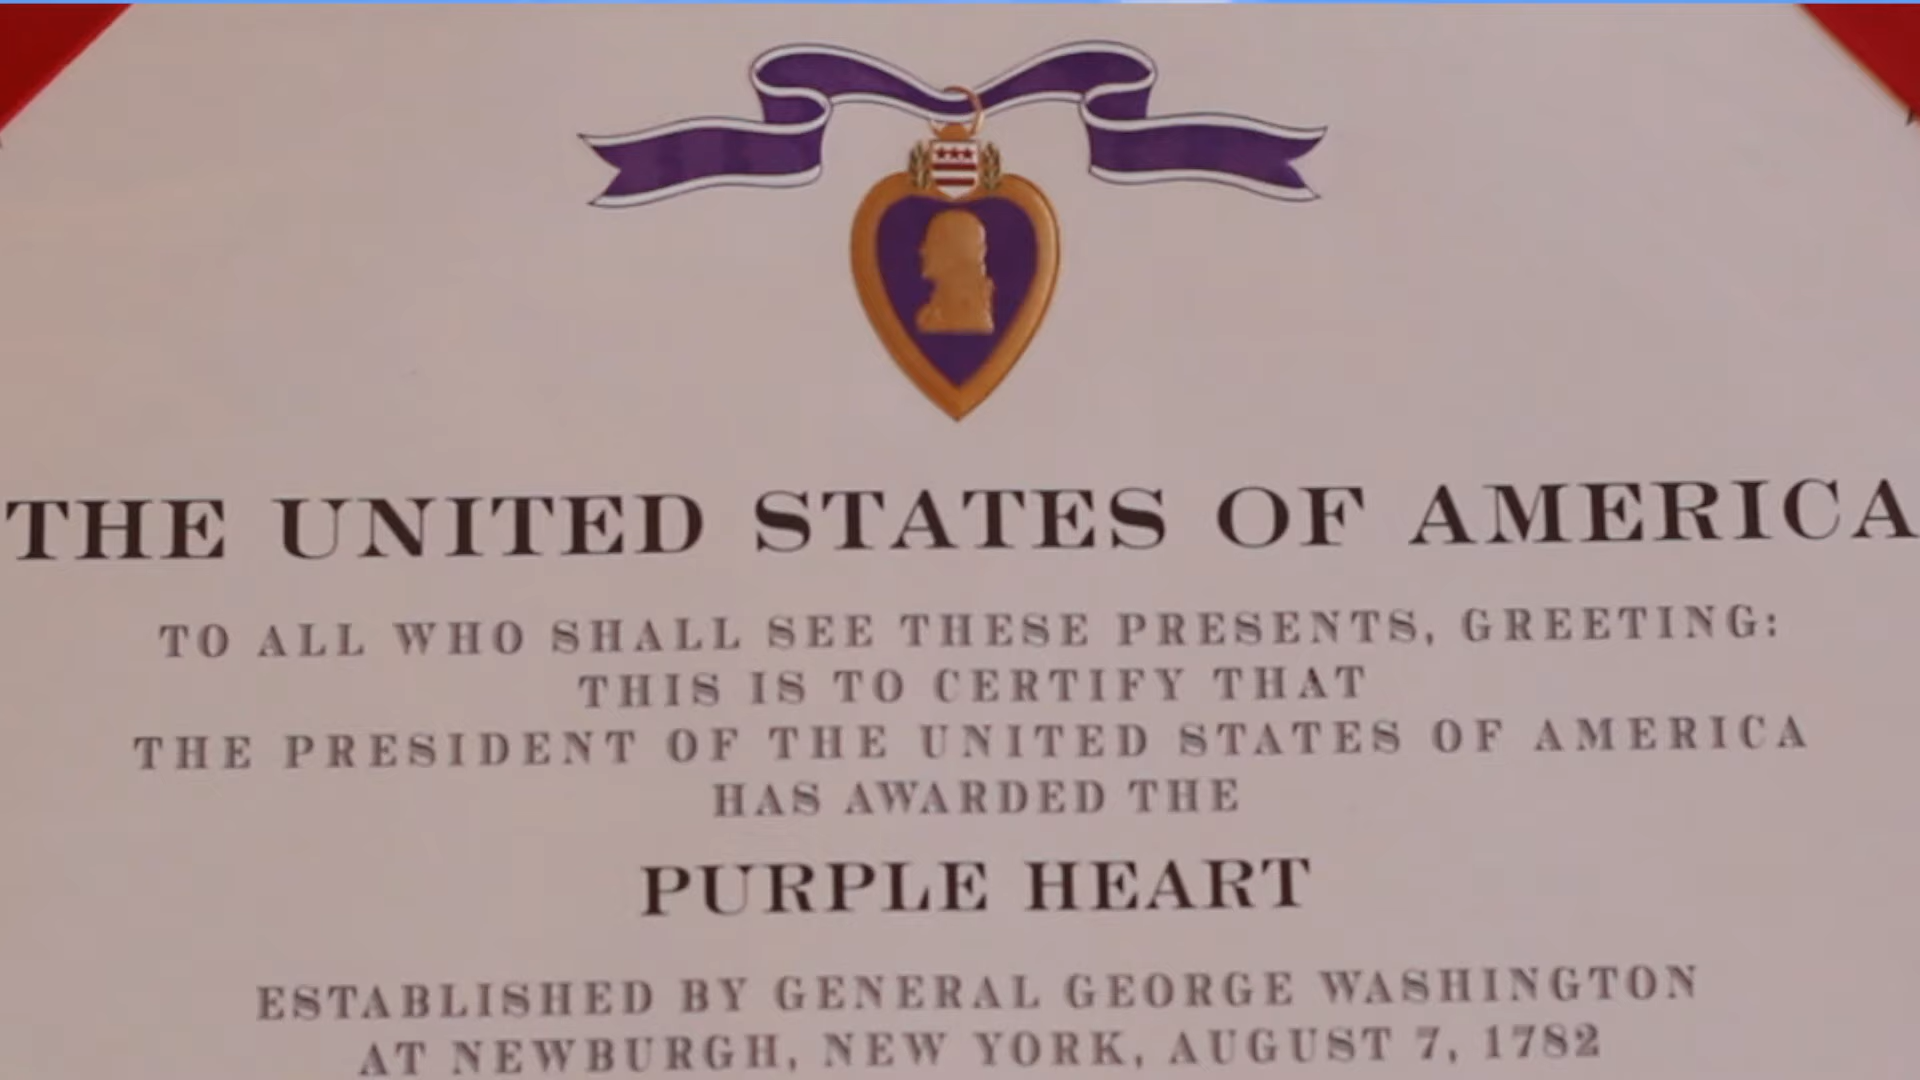 THE UNITED STATES OF AMERICA
TO ALL WHO SHALL SEE THESE PRESENTS, GREETING:
THIS IS TO CERTIFY THAT
THE PRESIDENT OF THE UNITED STATES OF AMERICA
HAS AWARDED THE
PURPLE HEART
ESTABLISHED BY GENERAL GEORGE WASHINGTON
AT NEWBURGH, NEW YORK, AUGUST 7, 1782